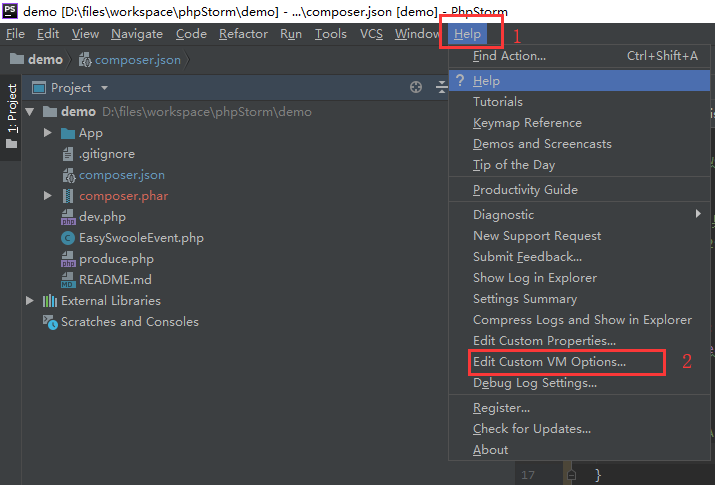 PS demo [D:\files\workspace\phpStorm\demo] - ...\composer.json [demo] - PhpStorm
File Edit View Navigate Code Refactor Run Tools VCS Window Help 1
demo composer.json
Find Action... Ctrl+Shift+A
1: Project
Project
? Help
demo D:\files\workspace\phpStorm\demo
Tutorials
App
Keymap Reference
.gitignore
Demos and Screencasts
composer.json
Tip of the Day
composer.phar
Productivity Guide
php dev.php
Diagnostic
C EasySwooleEvent.php
New Support Request
php produce.php
Submit Feedback...
MD README.md
Show Log in Explorer
External Libraries
Settings Summary
Scratches and Consoles
Compress Logs and Show in Explorer
Edit Custom Properties...
Edit Custom VM Options... 2
Debug Log Settings...
Register...
Check for Updates...
About
17 }